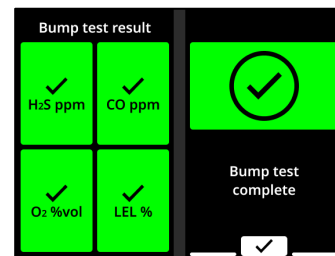 Bump test result
H2S ppm
CO ppm
O2 %vol
LEL %
Bump test
complete